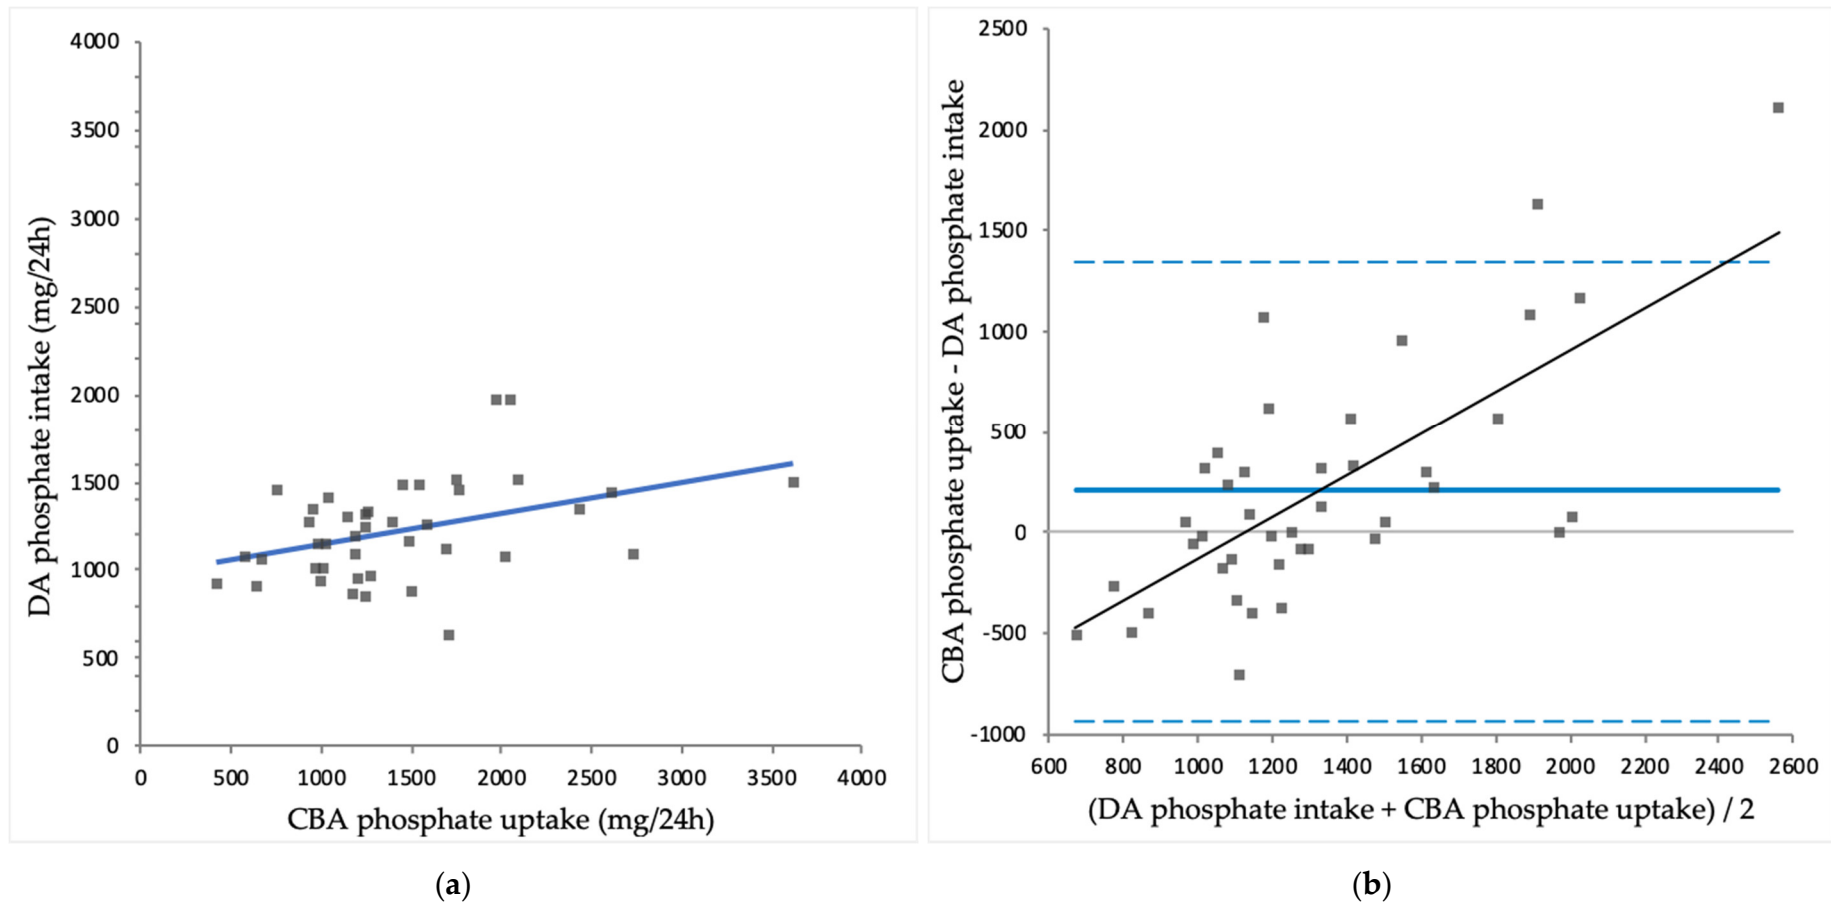 DA phosphate intake (mg/24h)
4000
3500
3000
2500
2000
1500
1000
500
0
0 500 1000 1500 2000 2500 3000 3500 4000
CBA phosphate uptake (mg/24h)
(a)
CBA phosphate uptake - DA phosphate intake
2500
2000
1500
1000
500
0
-500
-1000
600 800 1000 1200 1400 1600 1800 2000 2200 2400 2600
(DA phosphate intake + CBA phosphate uptake) / 2
(b)